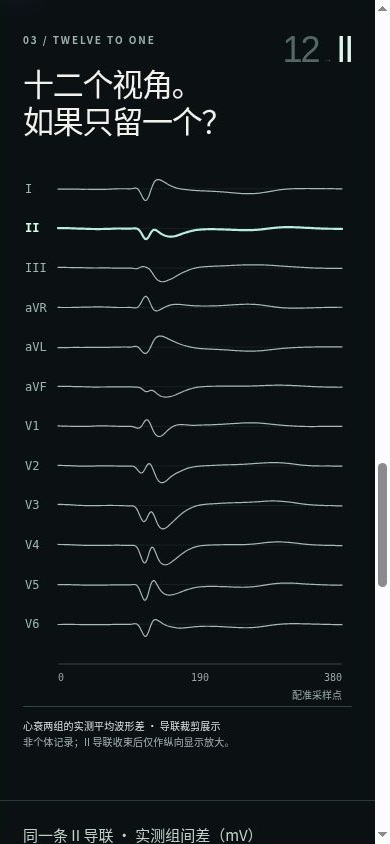 03 / TWELVE TO ONE
12 → II
十二个视角。
如果只留一个？
I
II
III
aVR
aVL
aVF
V1
V2
V3
V4
V5
V6
0 190 380
配准采样点
心衰两组的实测平均波形差 · 导联裁剪展示
非个体记录；II 导联收束后仅作纵向显示放大。
同一条 II 导联 · 实测组间差（mV）